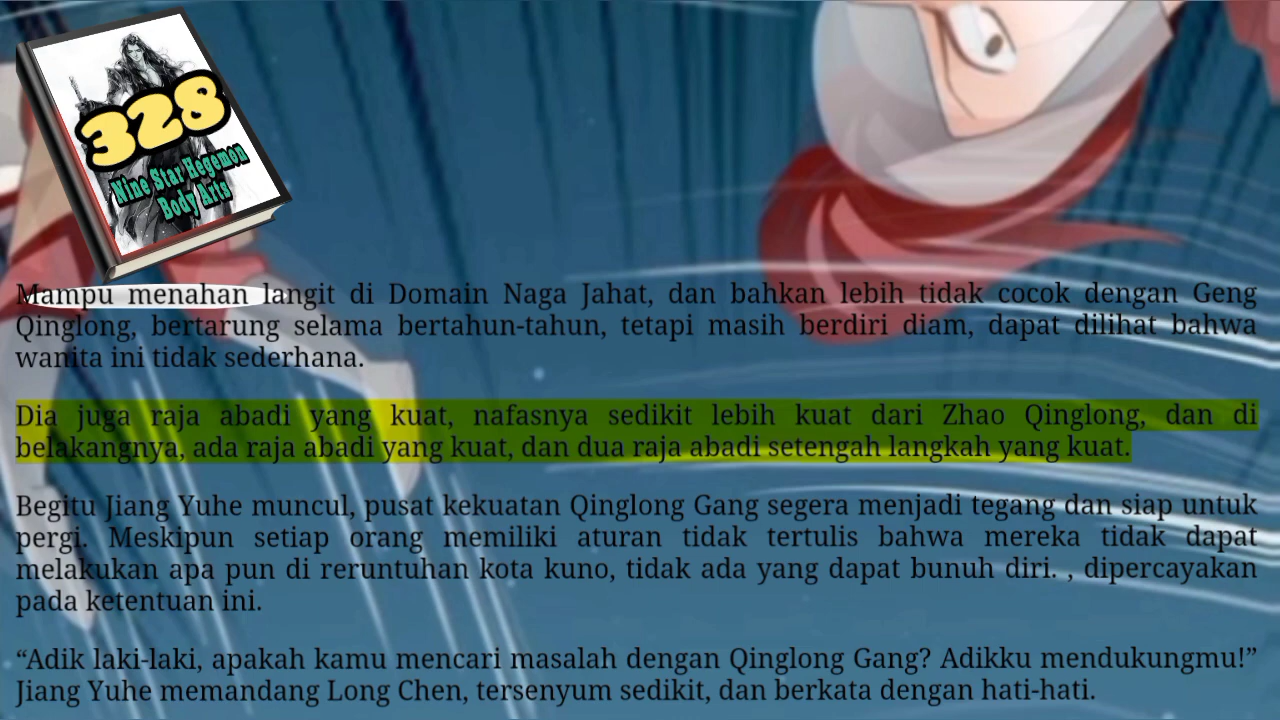 328
Nine Star Hegemon
Body Arts
Mampu menahan langit di Domain Naga Jahat, dan bahkan lebih tidak cocok dengan Geng
Qinglong, bertarung selama bertahun-tahun, tetapi masih berdiri diam, dapat dilihat bahwa
wanita ini tidak sederhana.
Dia juga raja abadi yang kuat, nafasnya sedikit lebih kuat dari Zhao Qinglong, dan di
belakangnya, ada raja abadi yang kuat, dan dua raja abadi setengah langkah yang kuat.
Begitu Jiang Yuhe muncul, pusat kekuatan Qinglong Gang segera menjadi tegang dan siap untuk
pergi. Meskipun setiap orang memiliki aturan tidak tertulis bahwa mereka tidak dapat
melakukan apa pun di reruntuhan kota kuno, tidak ada yang dapat bunuh diri. , dipercayakan
pada ketentuan ini.
“Adik laki-laki, apakah kamu mencari masalah dengan Qinglong Gang? Adikku mendukungmu!”
Jiang Yuhe memandang Long Chen, tersenyum sedikit, dan berkata dengan hati-hati.